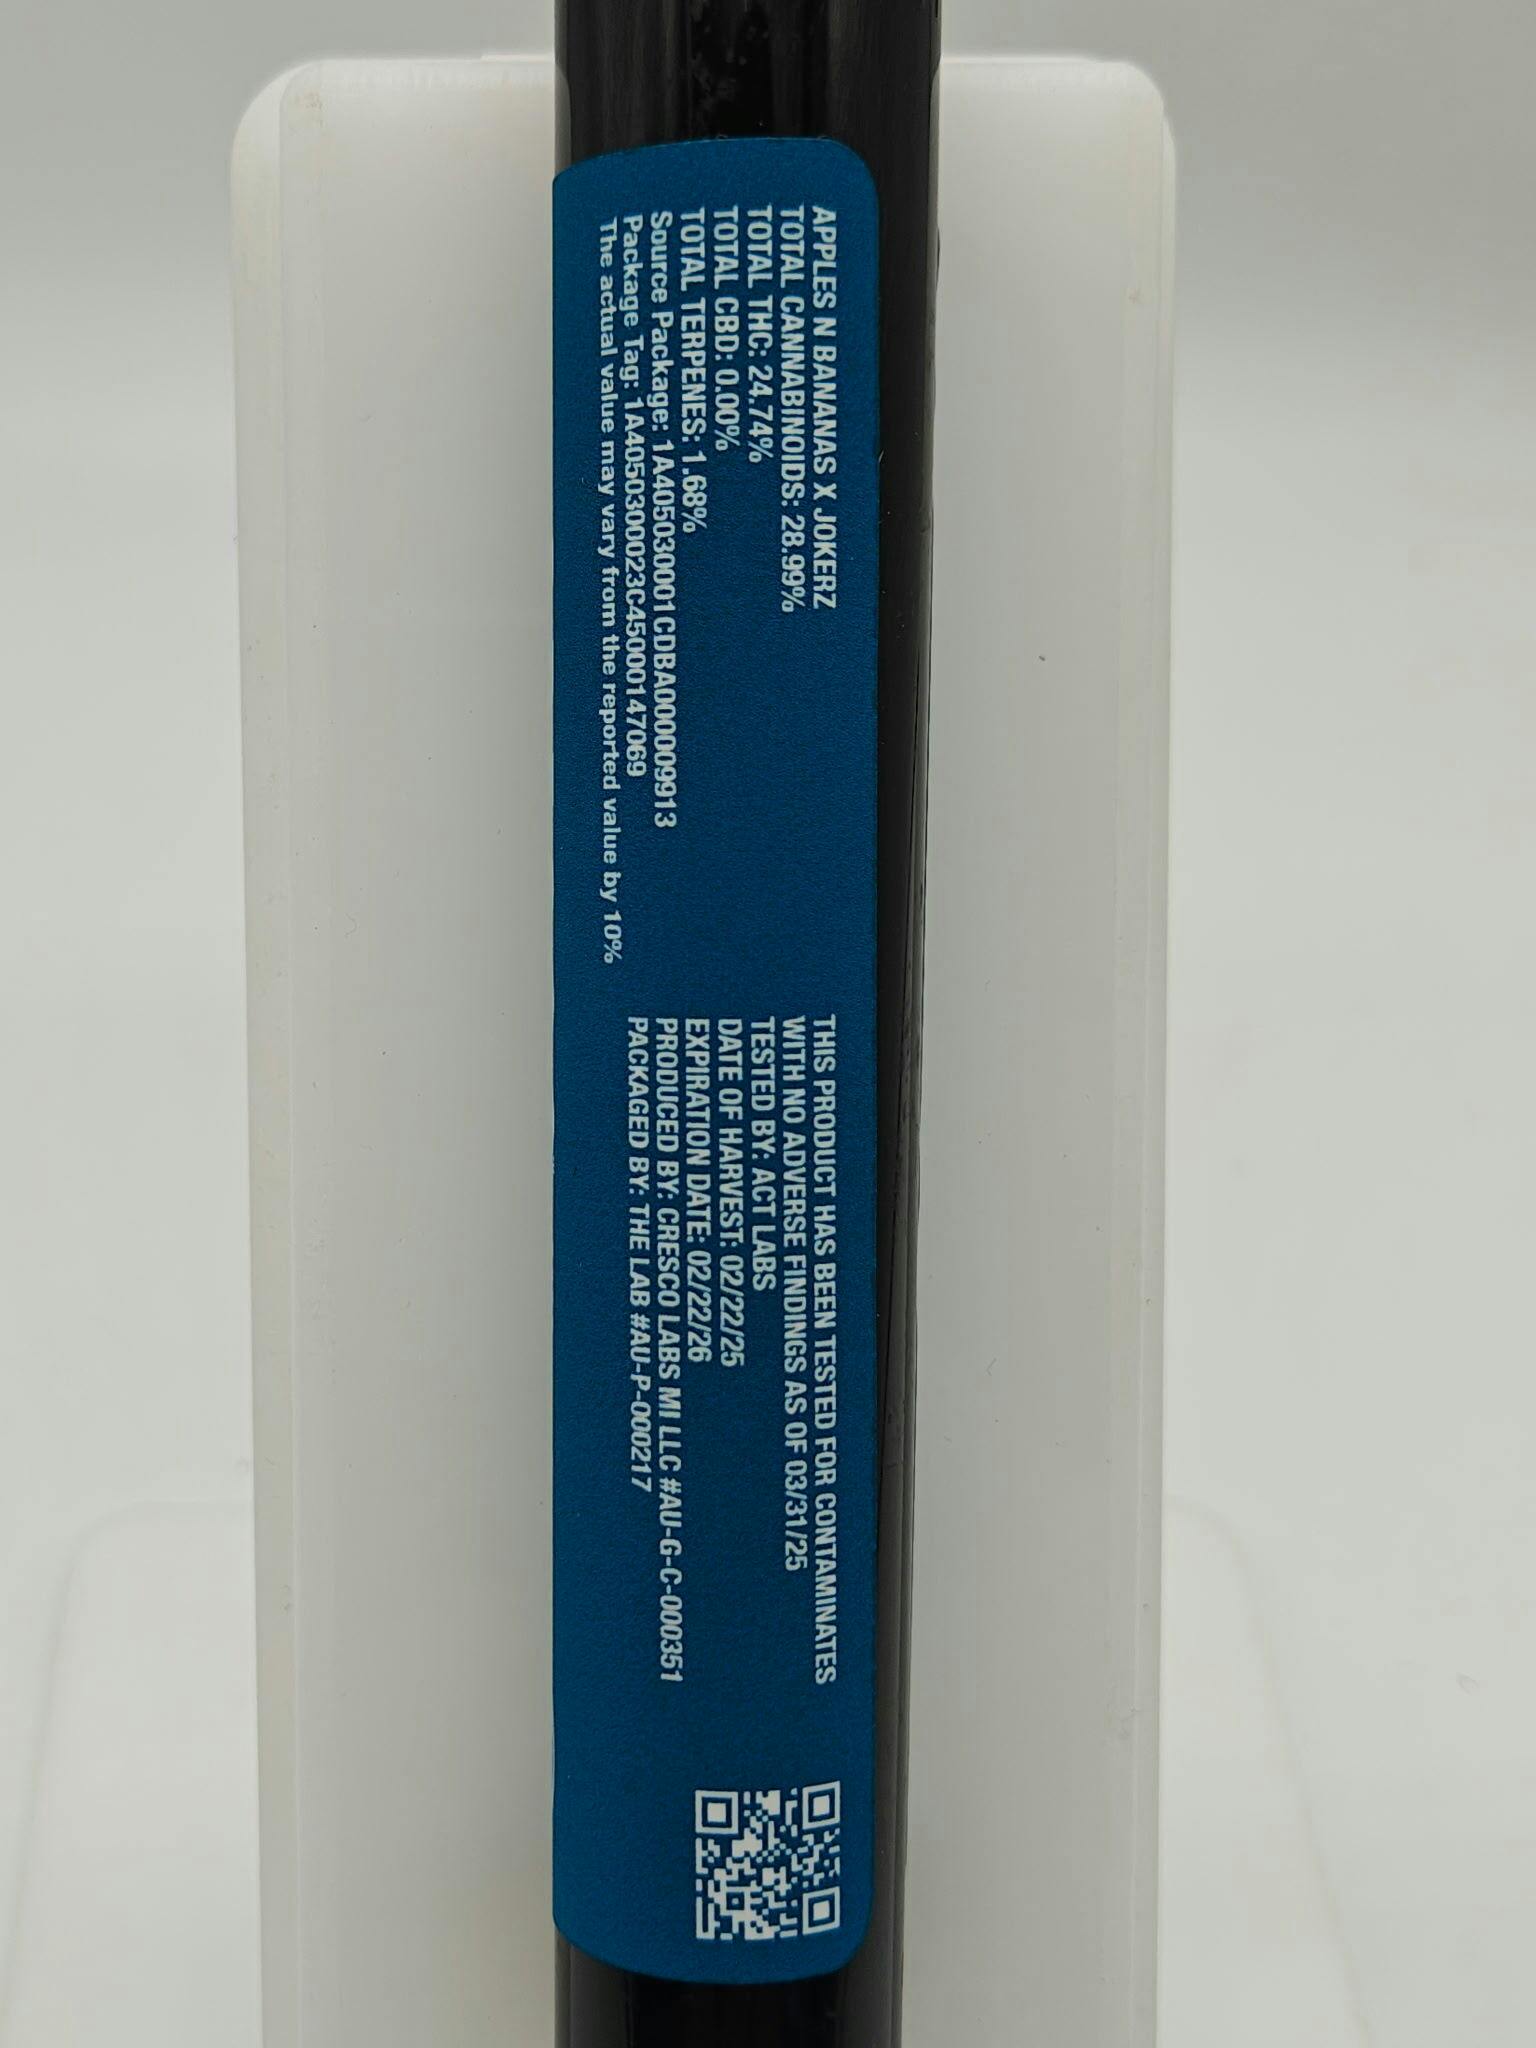 APPLES N BANANAS X JOKERZ
TOTAL CANNABINOIDS: 28.99%
TOTAL THC: 24.74%
TOTAL CBD: 0.00%
TOTAL TERPENES: 1.68%
Source Package: 1A405030001CDBA000009913
Package Tag: 1A4050300023C4500147069
The actual value may vary from the reported value by 10%
THIS PRODUCT HAS BEEN TESTED FOR CONTAMINATES
WITH NO ADVERSE FINDINGS AS OF 03/31/25
TESTED BY: ACT LABS
DATE OF HARVEST: 02/22/25
EXPIRATION DATE: 02/22/26
PRODUCED BY: CRESCO LABS MI LLC #AU-G-C-000351
PACKAGED BY: THE LAB #AU-P-000217